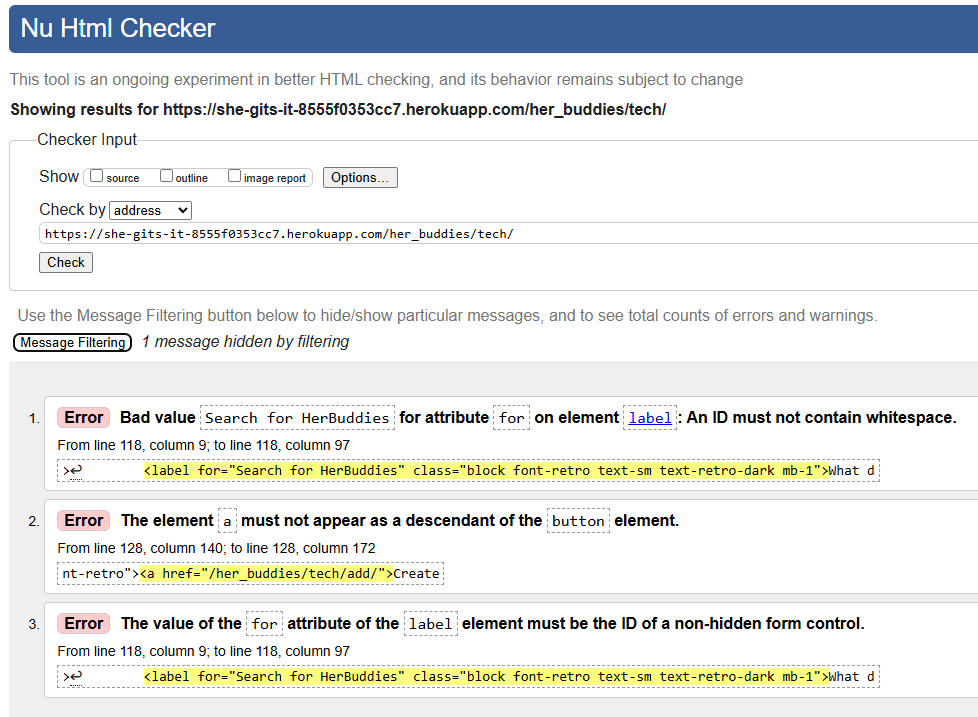 Nu Html Checker
This tool is an ongoing experiment in better HTML checking, and its behavior remains subject to change
Showing results for https://she-gits-it-8555f0353cc7.herokuapp.com/her_buddies/tech/
Checker Input
Show source outline image report Options...
Check by address
https://she-gits-it-8555f0353cc7.herokuapp.com/her_buddies/tech/
Check
Use the Message Filtering button below to hide/show particular messages, and to see total counts of errors and warnings.
Message Filtering 1 message hidden by filtering
1. Error Bad value Search for HerBuddies for attribute for on element label: An ID must not contain whitespace.
From line 118, column 9; to line 118, column 97
>↩ <label for="Search for HerBuddies" class="block font-retro text-sm text-retro-dark mb-1">What d
2. Error The element a must not appear as a descendant of the button element.
From line 128, column 140; to line 128, column 172
nt-retro"><a href="/her_buddies/tech/add/">Create
3. Error The value of the for attribute of the label element must be the ID of a non-hidden form control.
From line 118, column 9; to line 118, column 97
>↩ <label for="Search for HerBuddies" class="block font-retro text-sm text-retro-dark mb-1">What d